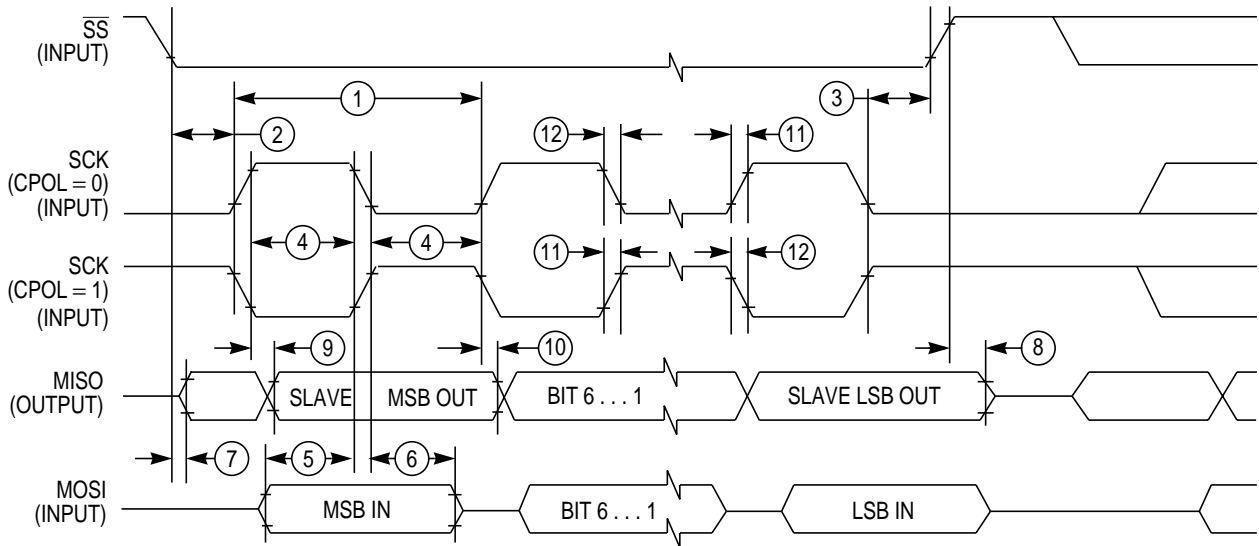 SS
(INPUT)
1
3
2
12
11
SCK
(CPOL = 0)
(INPUT)
4
4
11
12
SCK
(CPOL = 1)
(INPUT)
9
10
8
MISO
(OUTPUT)
SLAVE
MSB OUT
BIT 6 . . . 1
SLAVE LSB OUT
7
5
6
MOSI
(INPUT)
MSB IN
BIT 6 . . . 1
LSB IN